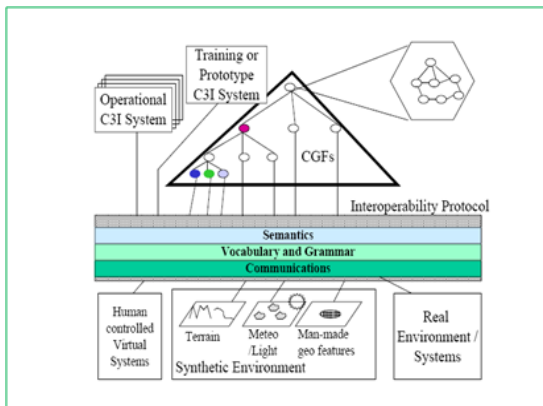 Training or
Prototype
C3I System
Operational
C3I System
CGFs
Interoperability Protocol
Semantics
Vocabulary and Grammar
Communications
Human
controlled
Virtual
Systems
Terrain
Meteo
/Light
Man-made
geo features
Synthetic Environment
Real
Environment /
Systems